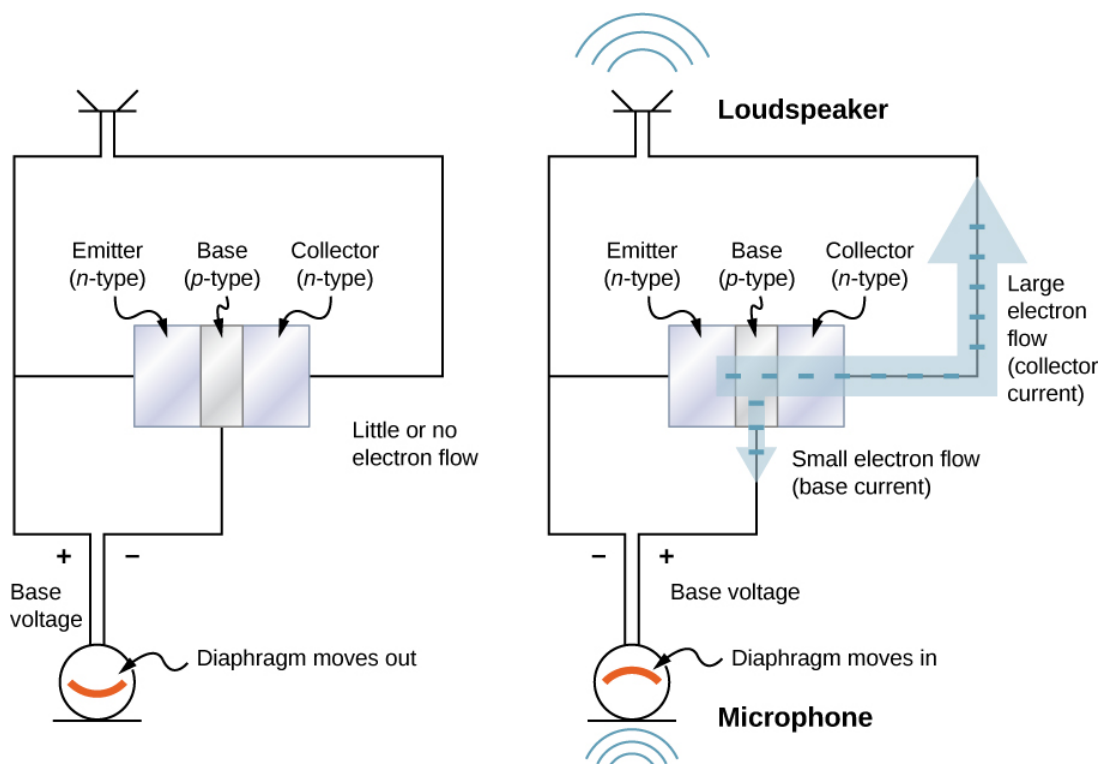 Emitter
(n-type)
Base
(p-type)
Collector
(n-type)
Little or no
electron flow
+
−
Base
voltage
Diaphragm moves out
Loudspeaker
Emitter
(n-type)
Base
(p-type)
Collector
(n-type)
Large
electron
flow
(collector
current)
Small electron flow
(base current)
−
+
Base voltage
Diaphragm moves in
Microphone